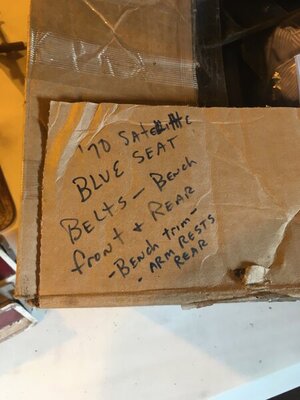 '70 Satellite
BLUE SEAT
BELTS - Bench
front + REAR
- Bench trim -
- ARM RESTS
REAR